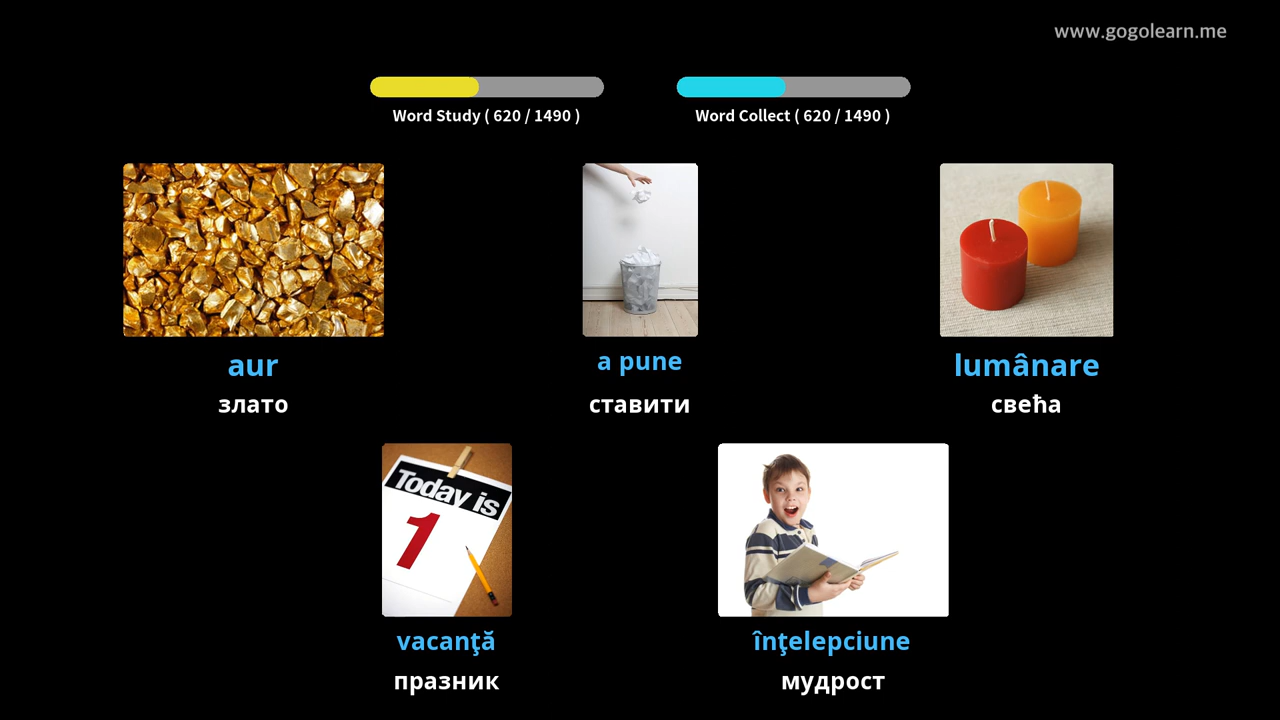 www.gogolearn.me
Word Study ( 620 / 1490 )
Word Collect ( 620 / 1490 )
aur
злато
a pune
ставити
lumânare
свећа
Today is
1
vacanţă
празник
înţelepciune
мудрост